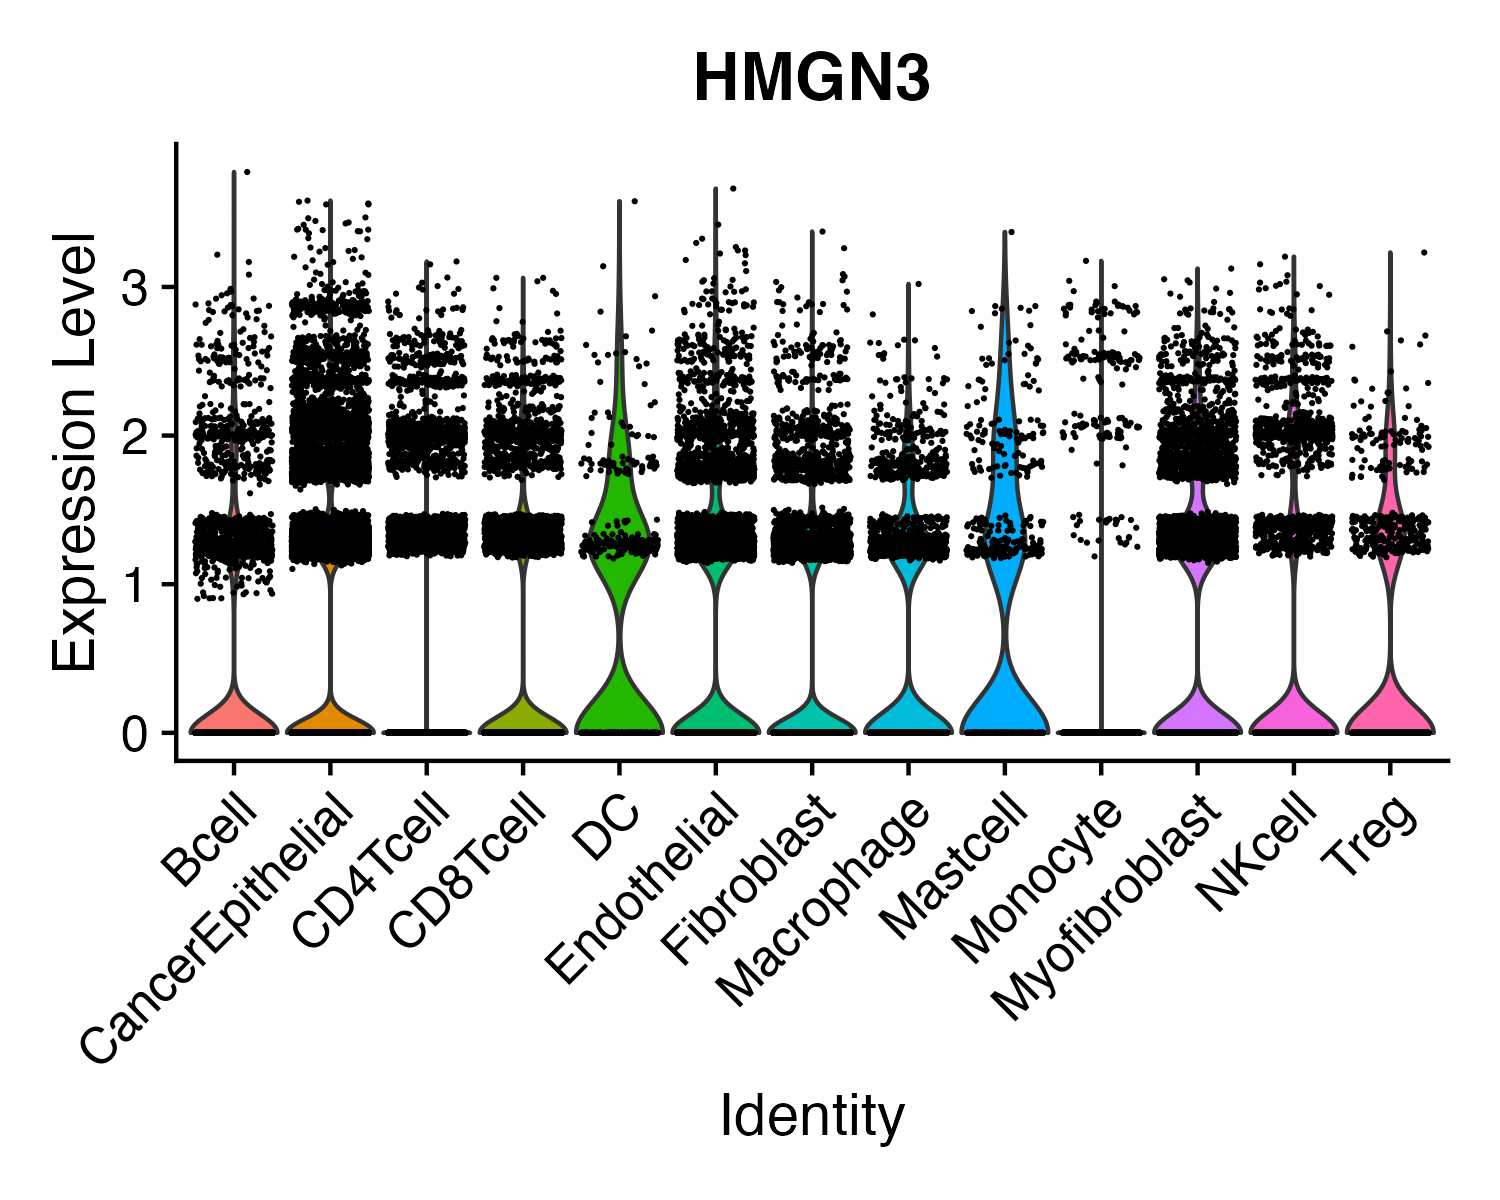 HMGN3
Expression Level
3
2
1
0
Bcell
CancerEpithelial
CD4Tcell
CD8Tcell
DC
Endothelial
Fibroblast
Macrophage
Mastcell
Monocyte
Myofibroblast
NKcell
Treg
Identity